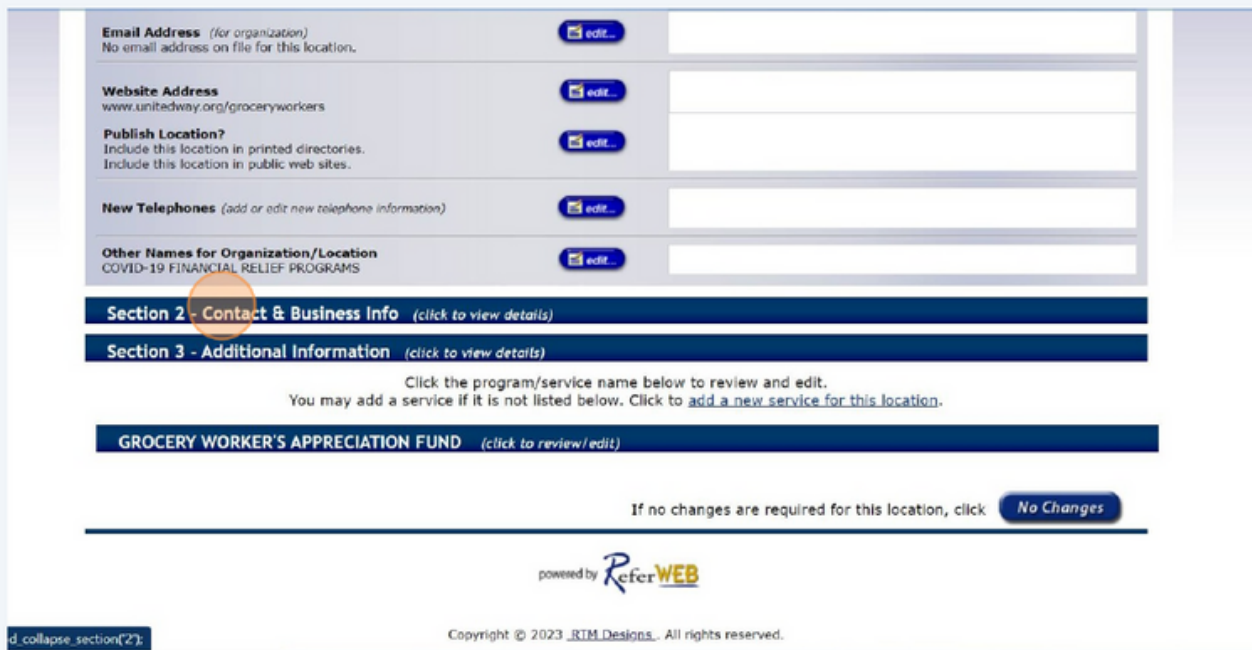 Email Address (for organization)
edit...
No email address on file for this location.
Website Address
edit...
www.unitedway.org/groceryworkers
Publish Location?
edit...
Include this location in printed directories.
Include this location in public web sites.
New Telephones (add or edit new telephone information)
edit...
Other Names for Organization/Location
edit...
COVID-19 FINANCIAL RELIEF PROGRAMS
Section 2 - Contact & Business Info (click to view details)
Section 3 - Additional Information (click to view details)
Click the program/service name below to review and edit.
You may add a service if it is not listed below. Click to add a new service for this location.
GROCERY WORKER'S APPRECIATION FUND (click to review/edit)
If no changes are required for this location, click No Changes
powered by ReferWEB
Copyright © 2023 RTM Designs. All rights reserved.
d_collapse_section('2');